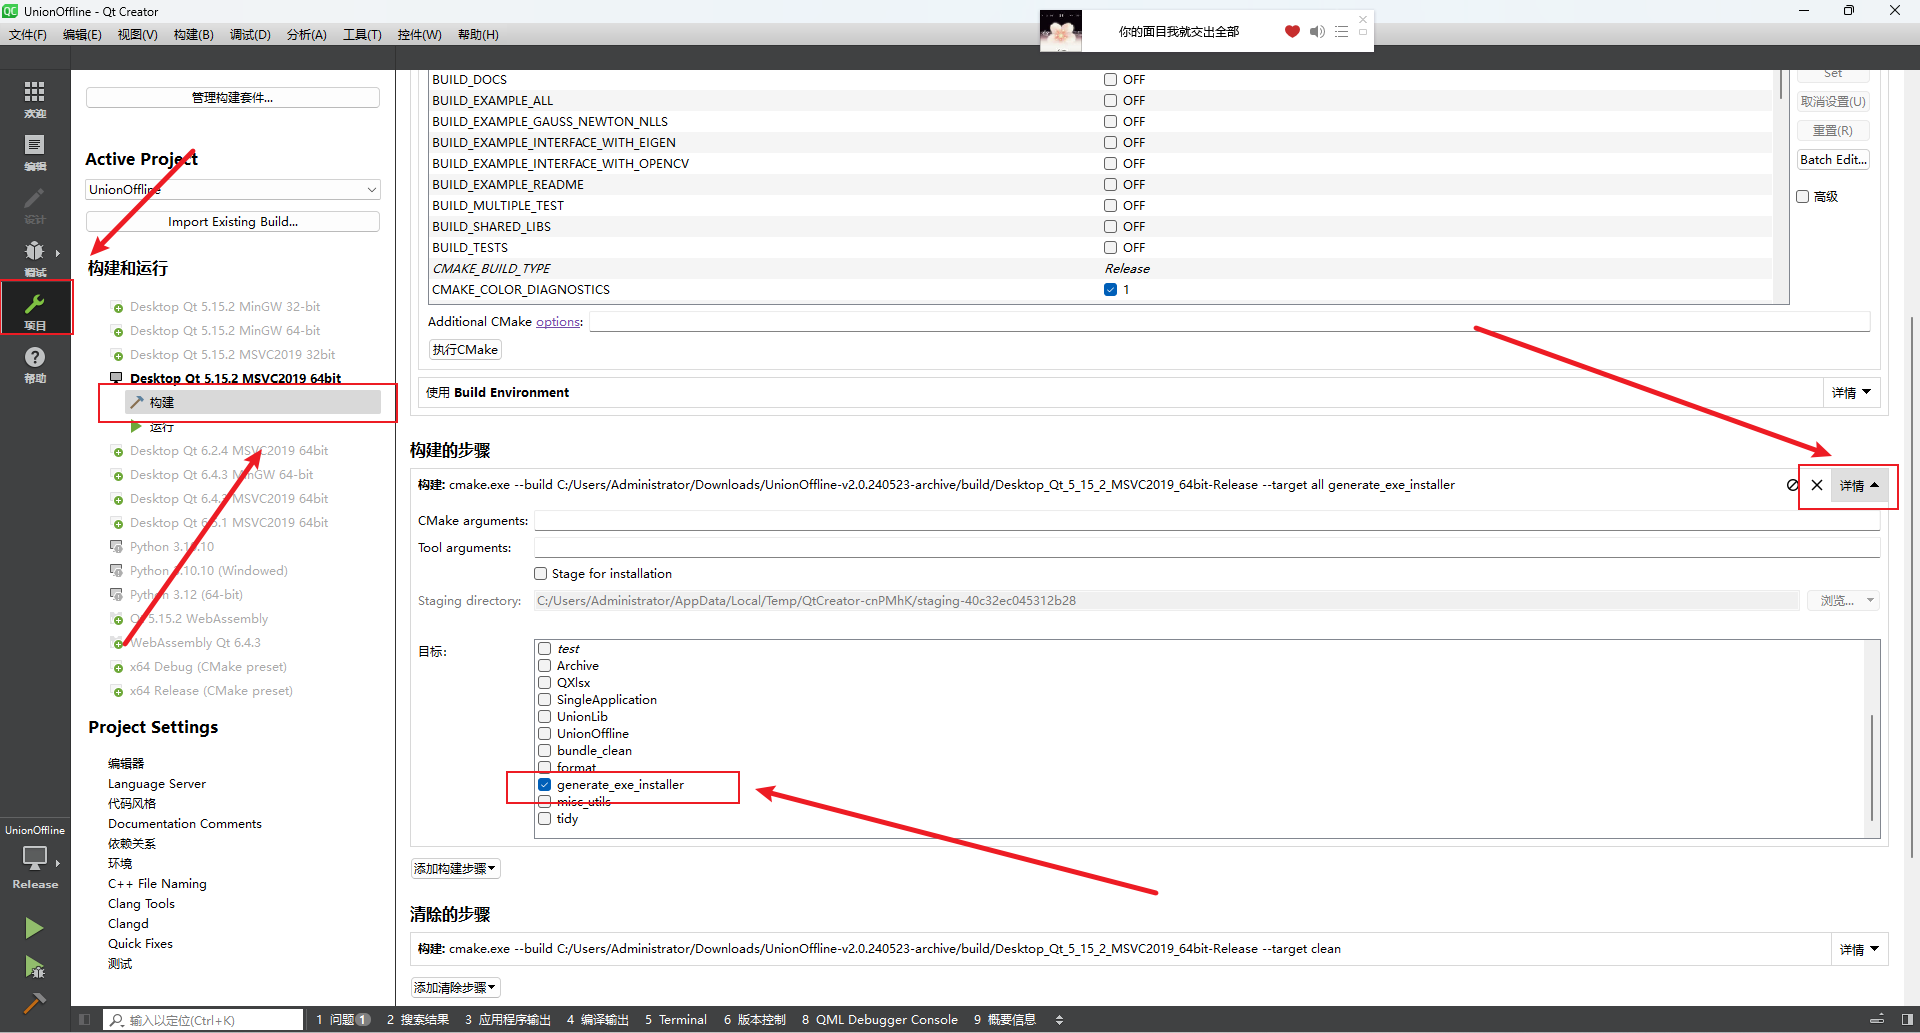 UnionOffline - Qt Creator
文件(F) 编辑(E) 视图(V) 构建(B) 调试(D) 分析(A) 工具(T) 控件(W) 帮助(H)
你的面目我就交出全部
欢迎
编辑
设计
调试
项目
帮助
UnionOffline
Release
管理构建套件...
Active Project
UnionOffline
Import Existing Build...
构建和运行
Desktop Qt 5.15.2 MinGW 32-bit
Desktop Qt 5.15.2 MinGW 64-bit
Desktop Qt 5.15.2 MSVC2019 32bit
Desktop Qt 5.15.2 MSVC2019 64bit
构建
运行
Desktop Qt 6.2.4 MSVC2019 64bit
Desktop Qt 6.4.3 MinGW 64-bit
Desktop Qt 6.4.3 MSVC2019 64bit
Desktop Qt 6.5.1 MSVC2019 64bit
Python 3.10.10
Python 3.10.10 (Windowed)
Python 3.12 (64-bit)
Qt 5.15.2 WebAssembly
WebAssembly Qt 6.4.3
x64 Debug (CMake preset)
x64 Release (CMake preset)
Project Settings
编辑器
Language Server
代码风格
Documentation Comments
依赖关系
环境
C++ File Naming
Clang Tools
Clangd
Quick Fixes
测试
BUILD_DOCS OFF
BUILD_EXAMPLE_ALL OFF
BUILD_EXAMPLE_GAUSS_NEWTON_NLLS OFF
BUILD_EXAMPLE_INTERFACE_WITH_EIGEN OFF
BUILD_EXAMPLE_INTERFACE_WITH_OPENCV OFF
BUILD_EXAMPLE_README OFF
BUILD_MULTIPLE_TEST OFF
BUILD_SHARED_LIBS OFF
BUILD_TESTS OFF
CMAKE_BUILD_TYPE Release
CMAKE_COLOR_DIAGNOSTICS 1
Set
取消设置(U)
重置(R)
Batch Edit...
高级
Additional CMake options:
执行CMake
使用 Build Environment 详情
构建的步骤
构建: cmake.exe --build C:/Users/Administrator/Downloads/UnionOffline-v2.0.240523-archive/build/Desktop_Qt_5_15_2_MSVC2019_64bit-Release --target all generate_exe_installer 详情
CMake arguments:
Tool arguments:
Stage for installation
Staging directory: C:/Users/Administrator/AppData/Local/Temp/QtCreator-cnPMhK/staging-40c32ec045312b28 浏览...
目标:
test
Archive
QXlsx
SingleApplication
UnionLib
UnionOffline
bundle_clean
format
generate_exe_installer
misc_utils
tidy
添加构建步骤
清除的步骤
构建: cmake.exe --build C:/Users/Administrator/Downloads/UnionOffline-v2.0.240523-archive/build/Desktop_Qt_5_15_2_MSVC2019_64bit-Release --target clean 详情
添加清除步骤
输入以定位(Ctrl+K) 1 问题 1 2 搜索结果 3 应用程序输出 4 编译输出 5 Terminal 6 版本控制 8 QML Debugger Console 9 概要信息